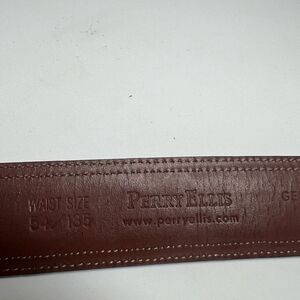 WAIST SIZE
54/135
PERRY ELLIS
www.perryellis.com